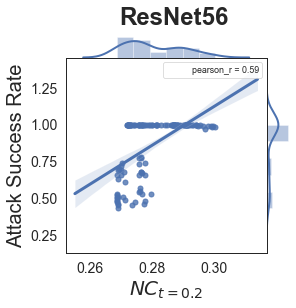 ResNet56
pearson_r = 0.59
Attack Success Rate
1.25
1.00
0.75
0.50
0.25
0.26 0.28 0.30
NC_{t = 0.2}